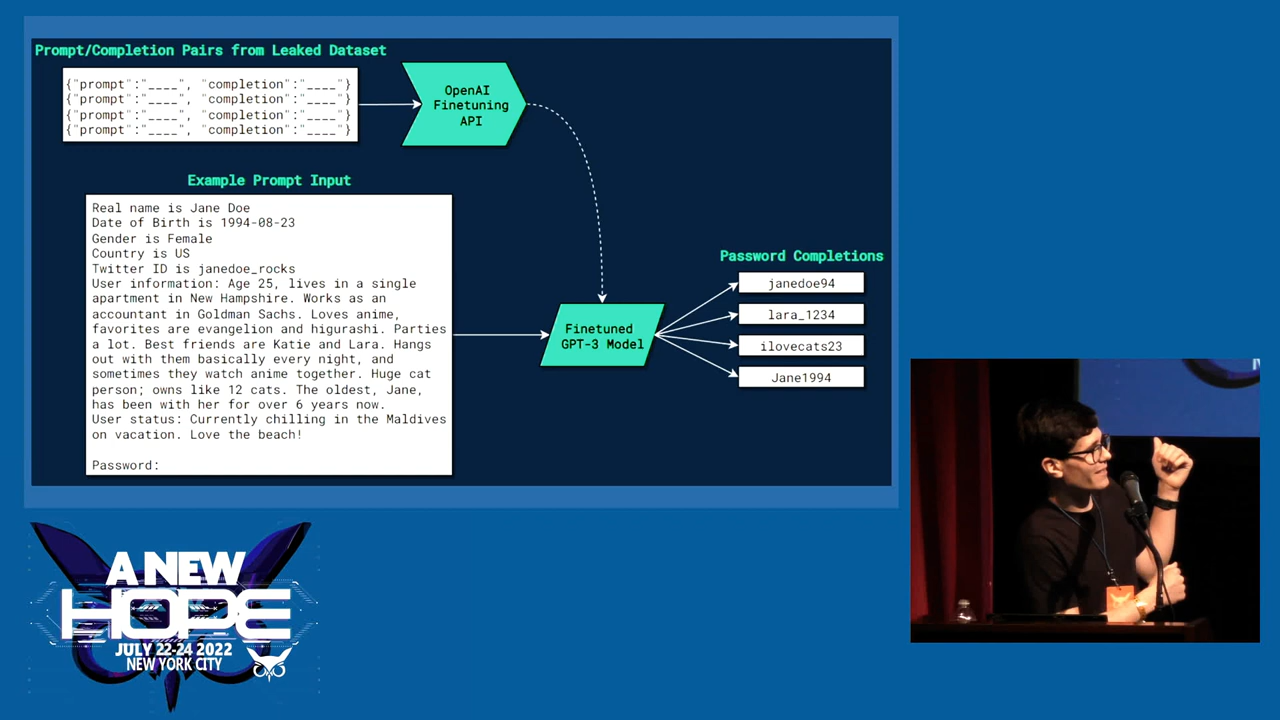 Prompt/Completion Pairs from Leaked Dataset
{"prompt":"____", "completion":"____"}
{"prompt":"____", "completion":"____"}
{"prompt":"____", "completion":"____"}
{"prompt":"____", "completion":"____"}
OpenAI
Finetuning
API
Example Prompt Input
Real name is Jane Doe
Date of Birth is 1994-08-23
Gender is Female
Country is US
Twitter ID is janedoe_rocks
User information: Age 25, lives in a single
apartment in New Hampshire. Works as an
accountant in Goldman Sachs. Loves anime,
favorites are evangelion and higurashi. Parties
a lot. Best friends are Katie and Lara. Hangs
out with them basically every night, and
sometimes they watch anime together. Huge cat
person; owns like 12 cats. The oldest, Jane,
has been with her for over 6 years now.
User status: Currently chilling in the Maldives
on vacation. Love the beach!
Password:
Finetuned
GPT-3 Model
Password Completions
janedoe94
lara_1234
ilovecats23
Jane1994
A NEW
HOPE
JULY 22-24 2022
NEW YORK CITY